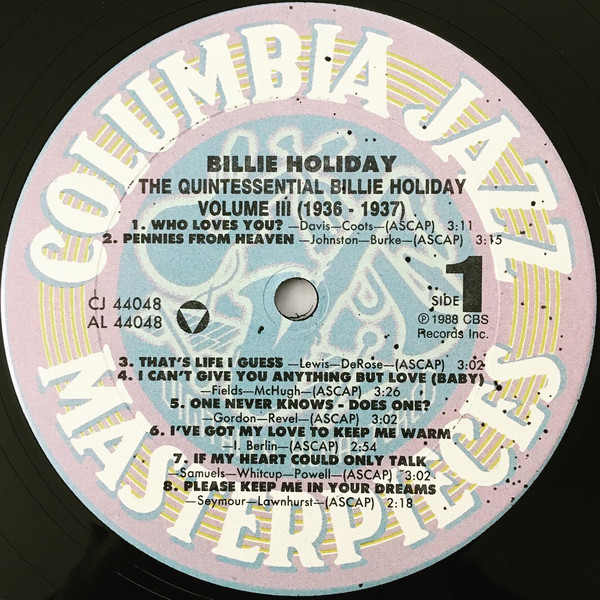 COLUMBIA JAZZ
BILLIE HOLIDAY
THE QUINTESSENTIAL BILLIE HOLIDAY
VOLUME III (1936 - 1937)
1. WHO LOVES YOU? —Davis—Coots—(ASCAP) 3:11
2. PENNIES FROM HEAVEN —Johnston—Burke—(ASCAP) 3:15
CJ 44048
AL 44048
SIDE 1
Ⓟ 1988 CBS
Records Inc.
3. THAT'S LIFE I GUESS —Lewis—DeRose—(ASCAP) 3:02
4. I CAN'T GIVE YOU ANYTHING BUT LOVE (BABY)
—Fields—McHugh—(ASCAP) 3:26
5. ONE NEVER KNOWS - DOES ONE?
—Gordon—Revel—(ASCAP) 3:02
6. I'VE GOT MY LOVE TO KEEP ME WARM
—I. Berlin—(ASCAP) 2:54
7. IF MY HEART COULD ONLY TALK
—Samuels—Whitcup—Powell—(ASCAP) 3:02
8. PLEASE KEEP ME IN YOUR DREAMS
—Seymour—Lawnhurst—(ASCAP) 2:18
MASTERPIECES